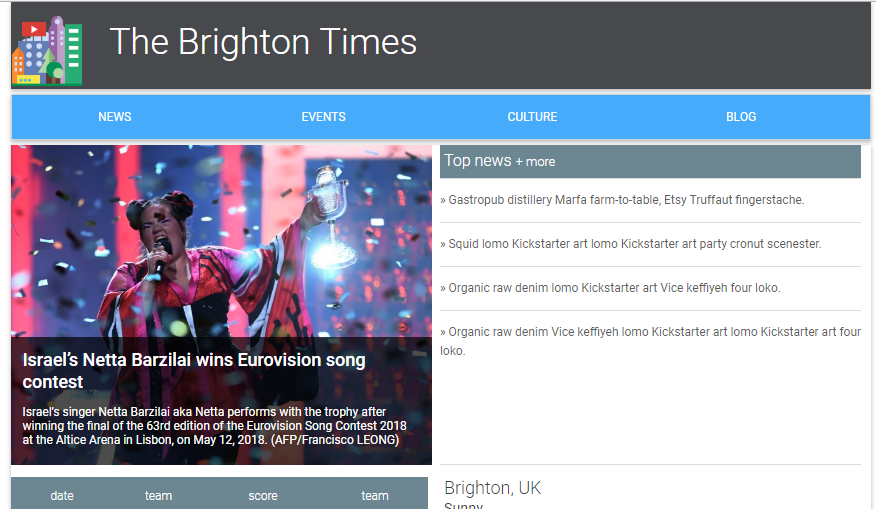 The Brighton Times
NEWS EVENTS CULTURE BLOG
Israel’s Netta Barzilai wins Eurovision song
contest
Israel’s singer Netta Barzilai aka Netta performs with the trophy after
winning the final of the 63rd edition of the Eurovision Song Contest 2018
at the Altice Arena in Lisbon, on May 12, 2018. (AFP/Francisco LEONG)
Top news + more
» Gastropub distillery Marfa farm-to-table, Etsy Truffaut fingerstache.
» Squid lomo Kickstarter art lomo Kickstarter art party cronut scenester.
» Organic raw denim lomo Kickstarter art Vice keffiyeh four loko.
» Organic raw denim Vice keffiyeh lomo Kickstarter art lomo Kickstarter art four
loko.
date team score team
Brighton, UK
Sunny